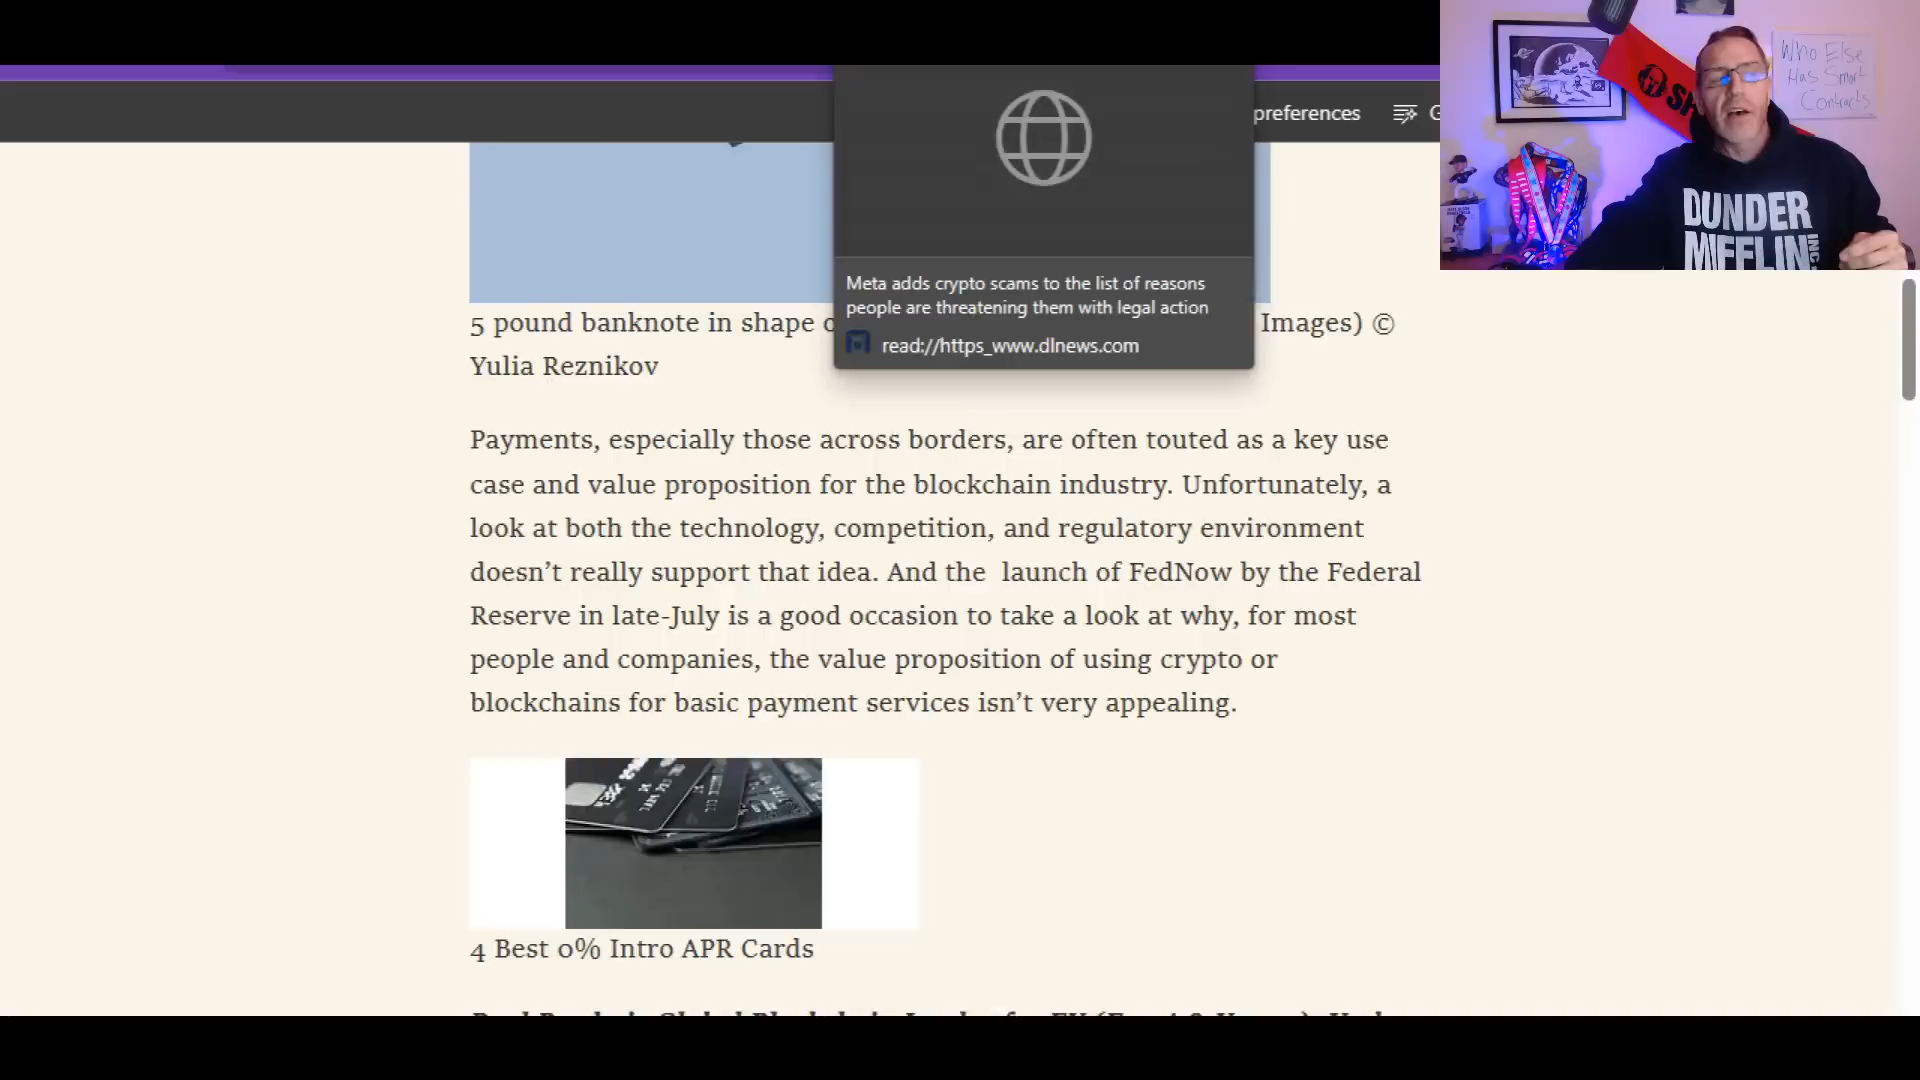 preferences
G
Who Else
Has Smart
Contracts
SP
DUNDER
MIFFLIN INC
Meta adds crypto scams to the list of reasons
people are threatening them with legal action
read://https_www.dlnews.com
5 pound banknote in shape o
Images) ©
Yulia Reznikov
Payments, especially those across borders, are often touted as a key use
case and value proposition for the blockchain industry. Unfortunately, a
look at both the technology, competition, and regulatory environment
doesn’t really support that idea. And the  launch of FedNow by the Federal
Reserve in late-July is a good occasion to take a look at why, for most
people and companies, the value proposition of using crypto or
blockchains for basic payment services isn’t very appealing.
4 Best 0% Intro APR Cards